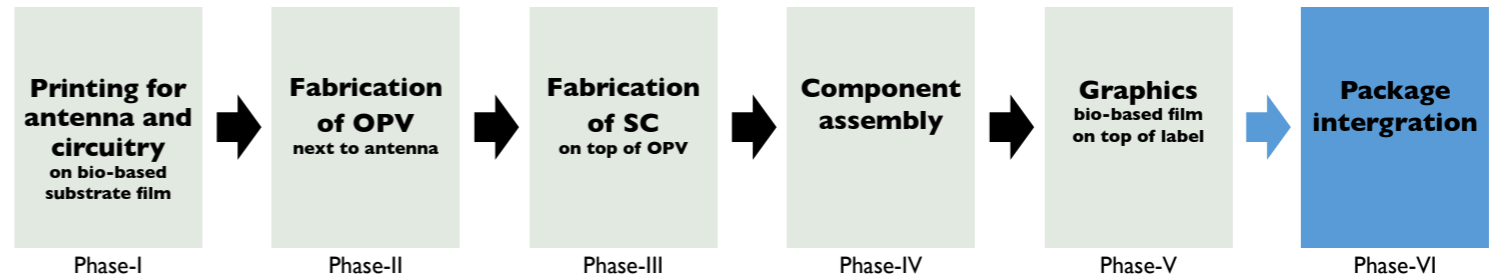 Printing for
antenna and
circuitry
on bio-based
substrate film
Phase-I
Fabrication
of OPV
next to antenna
Phase-II
Fabrication
of SC
on top of OPV
Phase-III
Component
assembly
Phase-IV
Graphics
bio-based film
on top of label
Phase-V
Package
intergration
Phase-VI